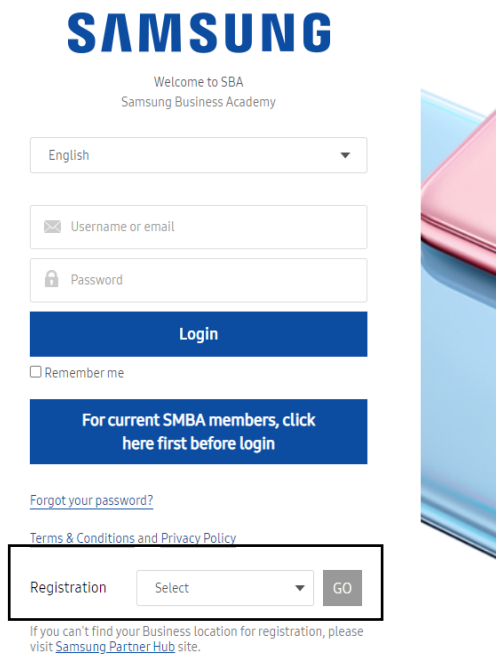 SAMSUNG
Welcome to SBA
Samsung Business Academy
English
Username or email
Password
Login
Remember me
For current SMBA members, click
here first before login
Forgot your password?
Terms & Conditions and Privacy Policy
Registration Select GO
If you can't find your Business location for registration, please
visit Samsung Partner Hub site.